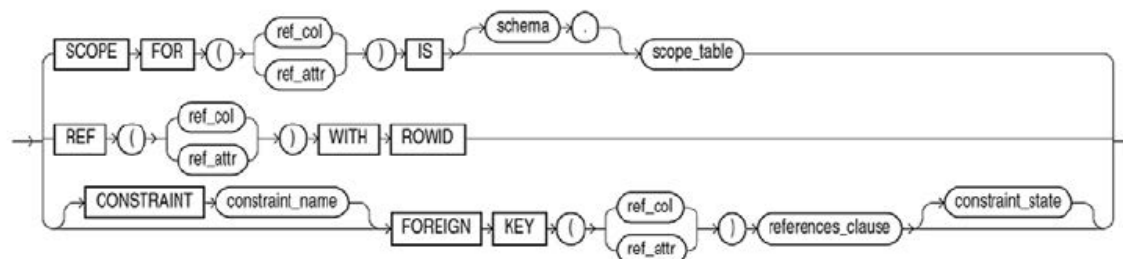 ref_col schema .
SCOPE FOR ( ) IS scope_table
ref_attr
ref_col
REF ( ) WITH ROWID
ref_attr
CONSTRAINT constraint_name ref_col constraint_state
FOREIGN KEY ( ) references_clause
ref_attr